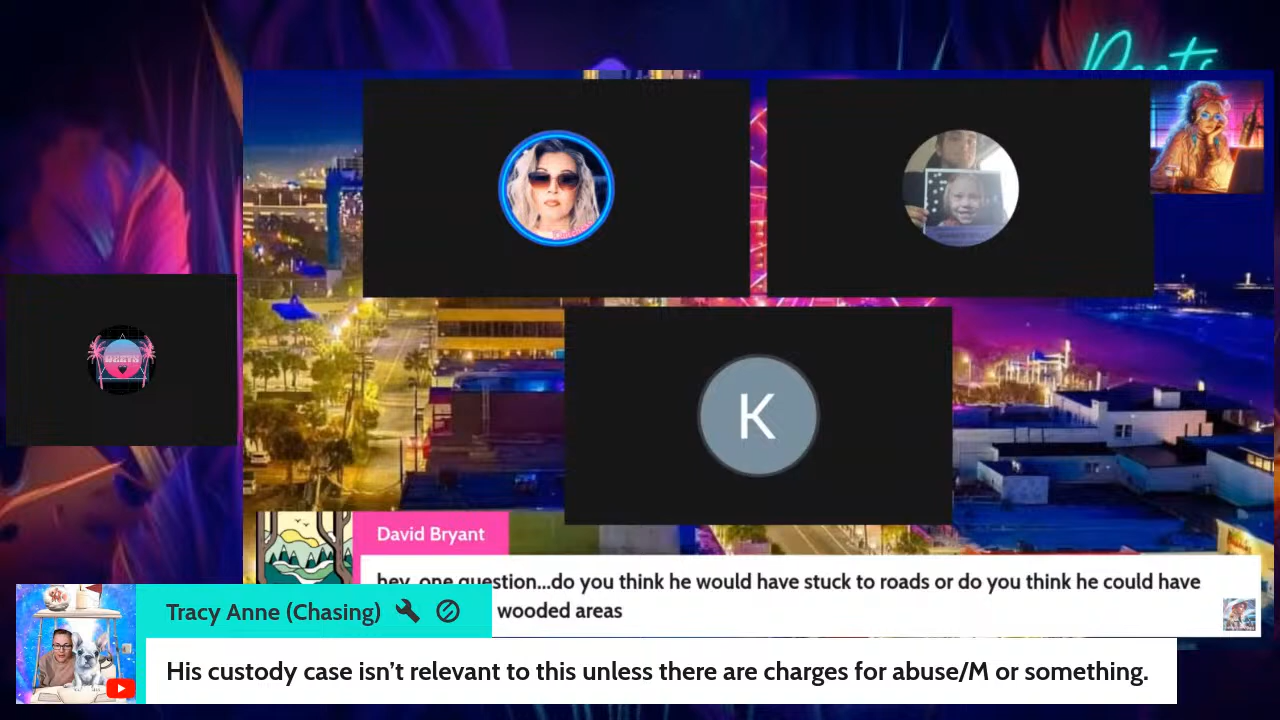 BEETS
K
David Bryant
hey, one question...do you think he would have stuck to roads or do you think he could have
wooded areas
Tracy Anne (Chasing)
His custody case isn’t relevant to this unless there are charges for abuse/M or something.